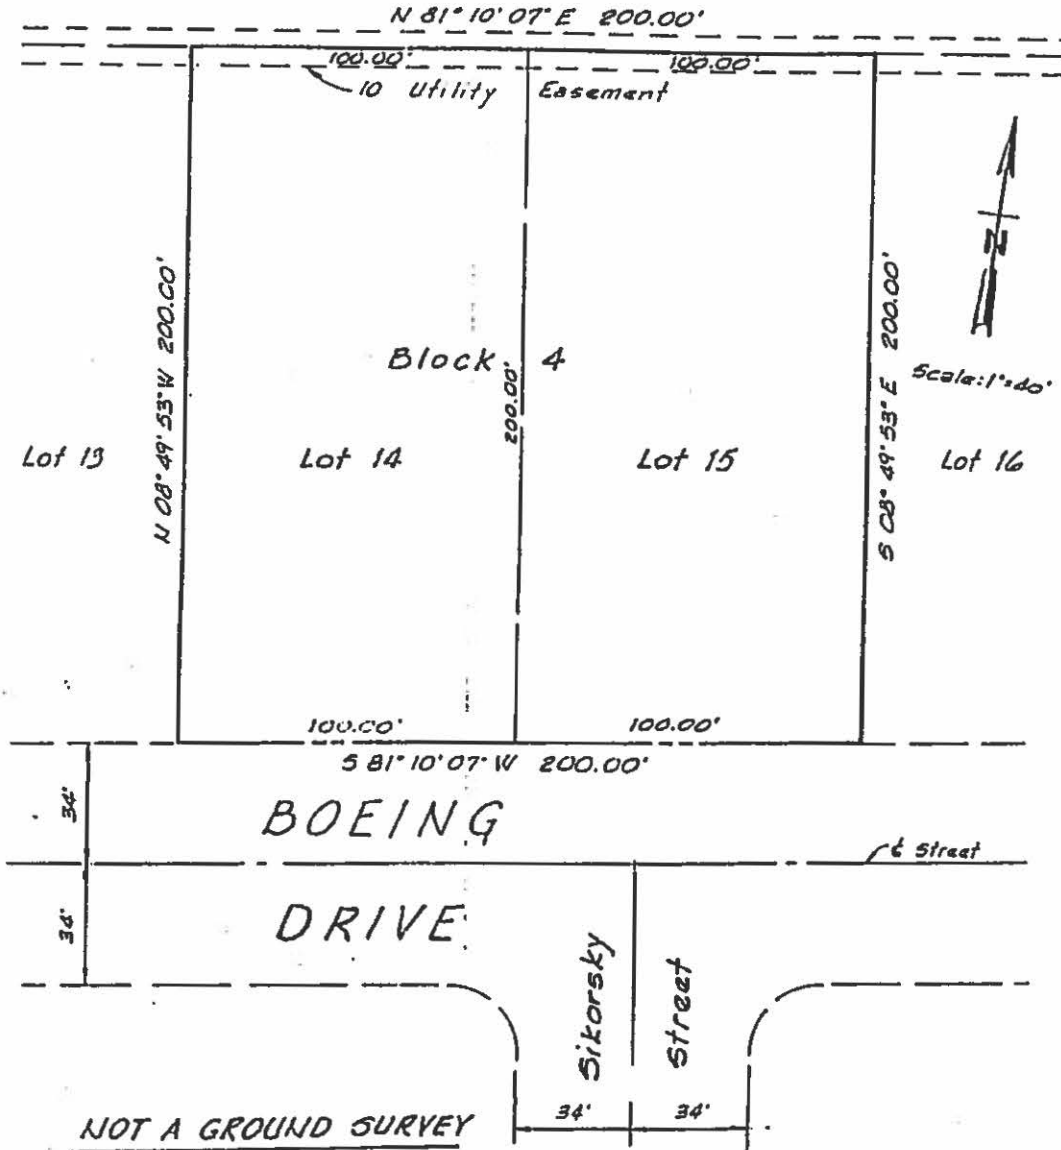 N 81° 10' 07" E 200.00'
100.00' 100.00'
10 Utility Easement
N 08° 49' 53" W 200.00'
200.00'
S 08° 49' 53" E 200.00'
N
Scale: 1"=40'
Block 4
Lot 13 Lot 14 Lot 15 Lot 16
100.00' 100.00'
S 81° 10' 07" W 200.00'
34'
BOEING
℄ Street
34'
DRIVE
Sikorsky
Street
34' 34'
NOT A GROUND SURVEY